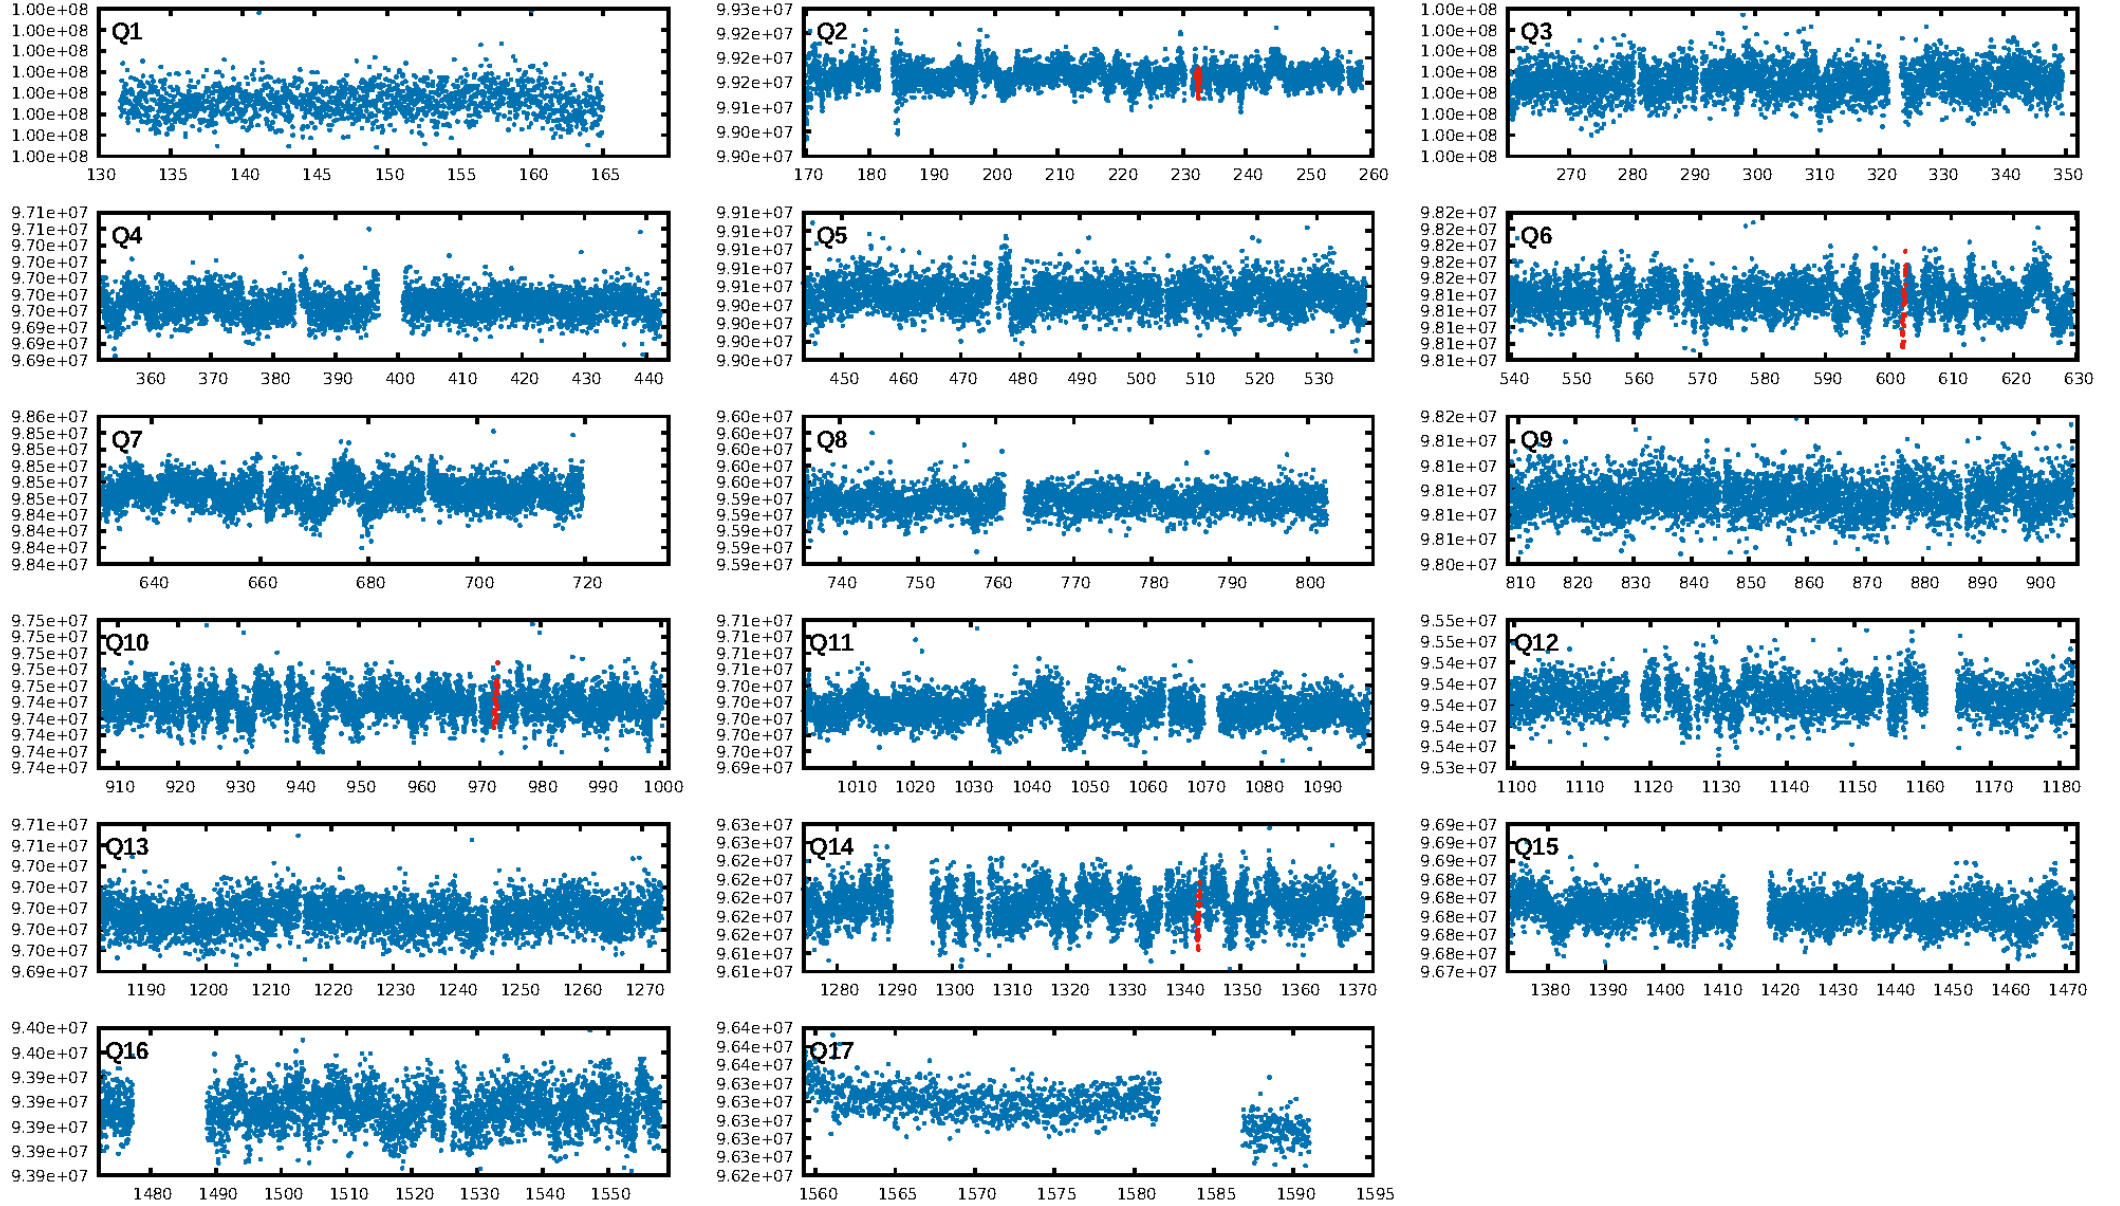 1.00e+08 1.00e+08 1.00e+08 1.00e+08 1.00e+08 1.00e+08 1.00e+08 1.00e+08
Q1
130 135 140 145 150 155 160 165
9.93e+07 9.92e+07 9.92e+07 9.92e+07 9.91e+07 9.90e+07 9.90e+07
Q2
170 180 190 200 210 220 230 240 250 260
1.00e+08 1.00e+08 1.00e+08 1.00e+08 1.00e+08 1.00e+08 1.00e+08 1.00e+08
Q3
270 280 290 300 310 320 330 340 350
9.71e+07 9.70e+07 9.70e+07 9.70e+07 9.70e+07 9.70e+07 9.70e+07 9.69e+07 9.69e+07 9.69e+07
Q4
360 370 380 390 400 410 420 430 440
9.91e+07 9.91e+07 9.91e+07 9.91e+07 9.91e+07 9.90e+07 9.90e+07 9.90e+07 9.90e+07
Q5
450 460 470 480 490 500 510 520 530
9.82e+07 9.82e+07 9.82e+07 9.82e+07 9.82e+07 9.81e+07 9.81e+07 9.81e+07 9.81e+07 9.81e+07
Q6
540 550 560 570 580 590 600 610 620 630
9.86e+07 9.85e+07 9.85e+07 9.85e+07 9.85e+07 9.85e+07 9.84e+07 9.84e+07 9.84e+07 9.84e+07
Q7
640 660 680 700 720
9.60e+07 9.60e+07 9.60e+07 9.60e+07 9.60e+07 9.59e+07 9.59e+07 9.59e+07 9.59e+07 9.59e+07
Q8
740 750 760 770 780 790 800
9.82e+07 9.81e+07 9.81e+07 9.81e+07 9.81e+07 9.81e+07 9.80e+07
Q9
810 820 830 840 850 860 870 880 890 900
9.75e+07 9.75e+07 9.75e+07 9.75e+07 9.75e+07 9.74e+07 9.74e+07 9.74e+07 9.74e+07 9.74e+07
Q10
910 920 930 940 950 960 970 980 990 1000
9.71e+07 9.71e+07 9.71e+07 9.71e+07 9.70e+07 9.70e+07 9.70e+07 9.70e+07 9.69e+07
Q11
1010 1020 1030 1040 1050 1060 1070 1080 1090
9.55e+07 9.55e+07 9.54e+07 9.54e+07 9.54e+07 9.54e+07 9.54e+07 9.53e+07
Q12
1100 1110 1120 1130 1140 1150 1160 1170 1180
9.71e+07 9.71e+07 9.70e+07 9.70e+07 9.70e+07 9.70e+07 9.70e+07 9.69e+07
Q13
1190 1200 1210 1220 1230 1240 1250 1260 1270
9.63e+07 9.63e+07 9.62e+07 9.62e+07 9.62e+07 9.62e+07 9.62e+07 9.61e+07 9.61e+07
Q14
1280 1290 1300 1310 1320 1330 1340 1350 1360 1370
9.69e+07 9.69e+07 9.69e+07 9.68e+07 9.68e+07 9.68e+07 9.68e+07 9.68e+07 9.67e+07
Q15
1380 1390 1400 1410 1420 1430 1440 1450 1460 1470
9.40e+07 9.40e+07 9.39e+07 9.39e+07 9.39e+07 9.39e+07 9.39e+07
Q16
1480 1490 1500 1510 1520 1530 1540 1550
9.64e+07 9.64e+07 9.64e+07 9.63e+07 9.63e+07 9.63e+07 9.63e+07 9.63e+07 9.62e+07
Q17
1560 1565 1570 1575 1580 1585 1590 1595